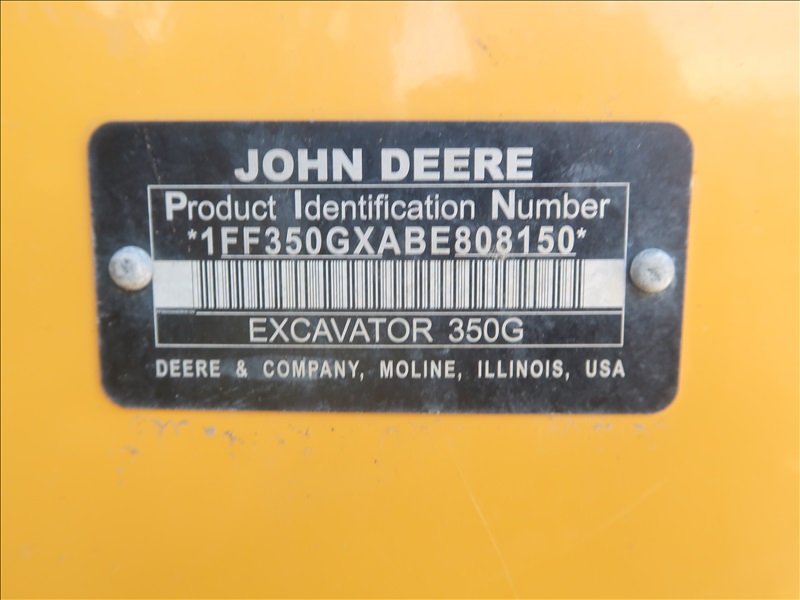 JOHN DEERE
Product Identification Number
*1FF350GXABE808150*
EXCAVATOR 350G
DEERE & COMPANY, MOLINE, ILLINOIS, USA